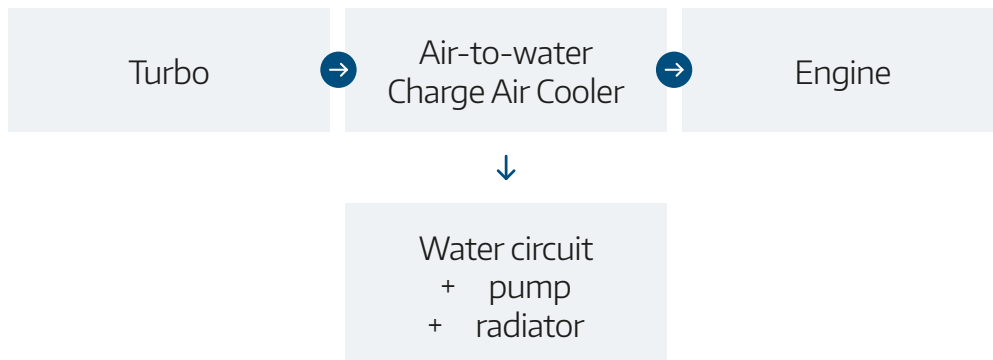 Turbo
Air-to-water
Charge Air Cooler
Engine
Water circuit
+ pump
+ radiator